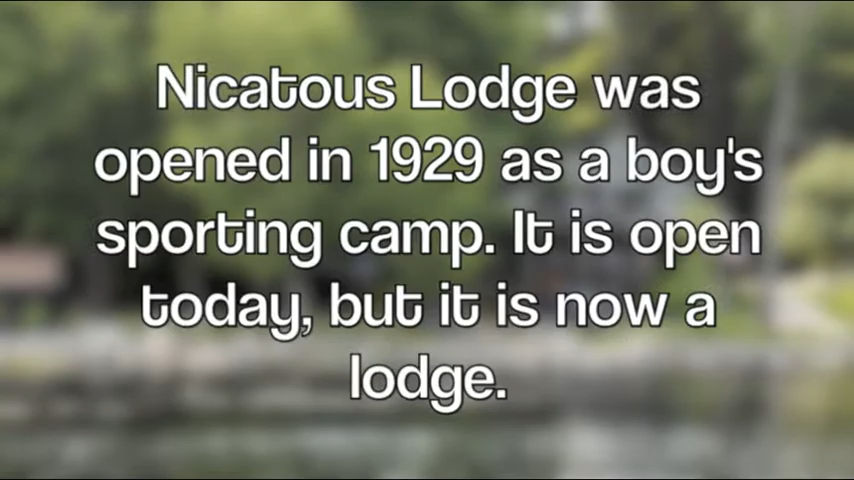 Nicatous Lodge was
opened in 1929 as a boy's
sporting camp. It is open
today, but it is now a
lodge.